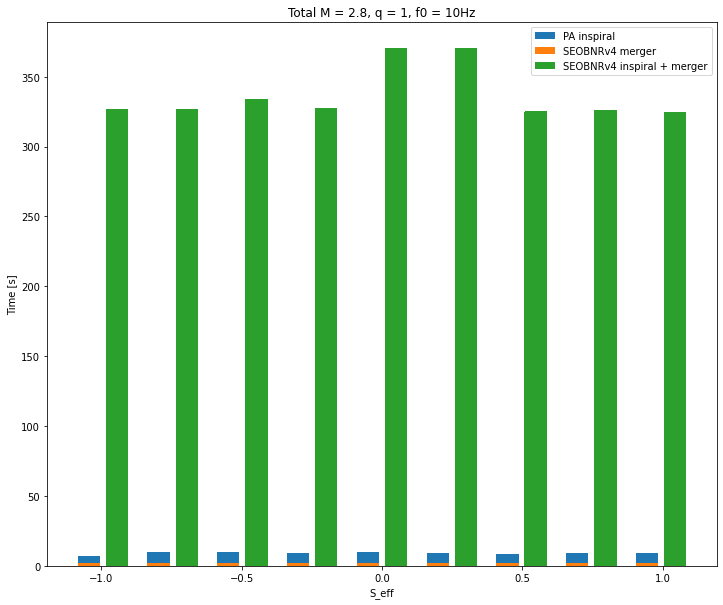 Total M = 2.8, q = 1, f0 = 10Hz
PA inspiral
SEOBNRv4 merger
SEOBNRv4 inspiral + merger
Time [s]
350
300
250
200
150
100
50
0
−1.0 −0.5 0.0 0.5 1.0
S_eff